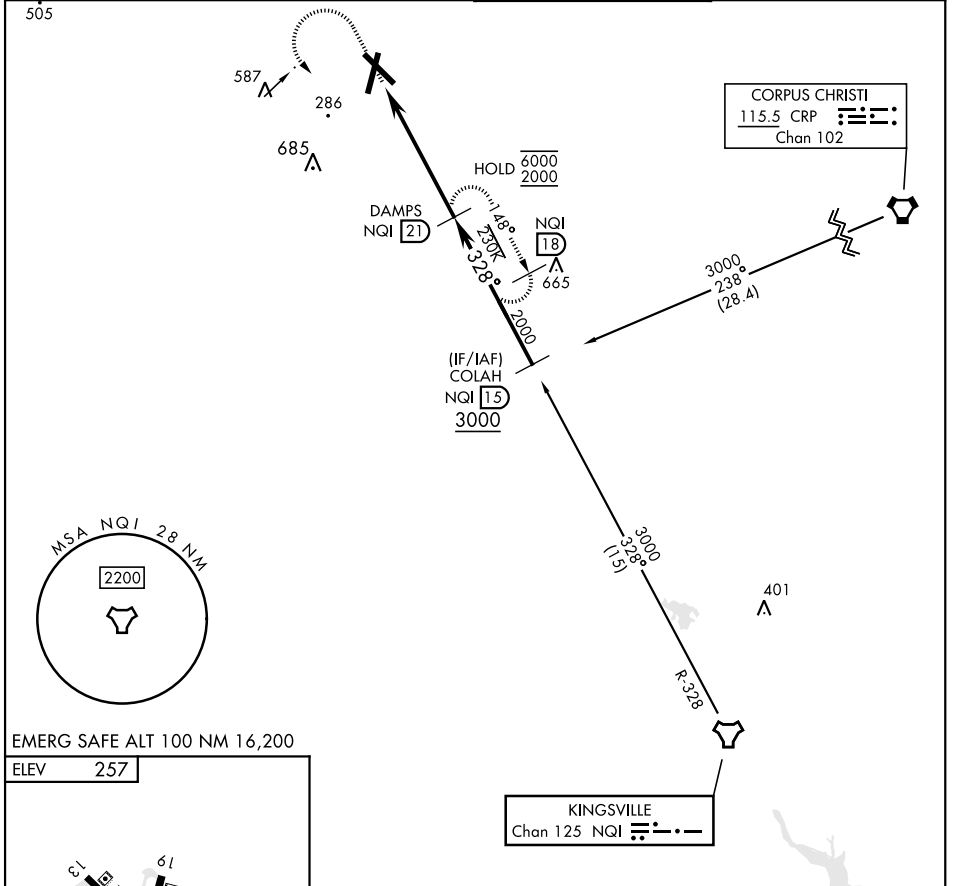 505
587
286
685
CORPUS CHRISTI
115.5 CRP
Chan 102
HOLD 6000
2000
DAMPS
NQI 21
148°
230K
NQI
18
665
328°
2000
3000
238°
(28.4)
(IF/IAF)
COLAH
NQI 15
3000
3000
328°
(15)
MSA NQI 28 NM
2200
401
R-328
EMERG SAFE ALT 100 NM 16,200
ELEV 257
KINGSVILLE
Chan 125 NQI
13
19